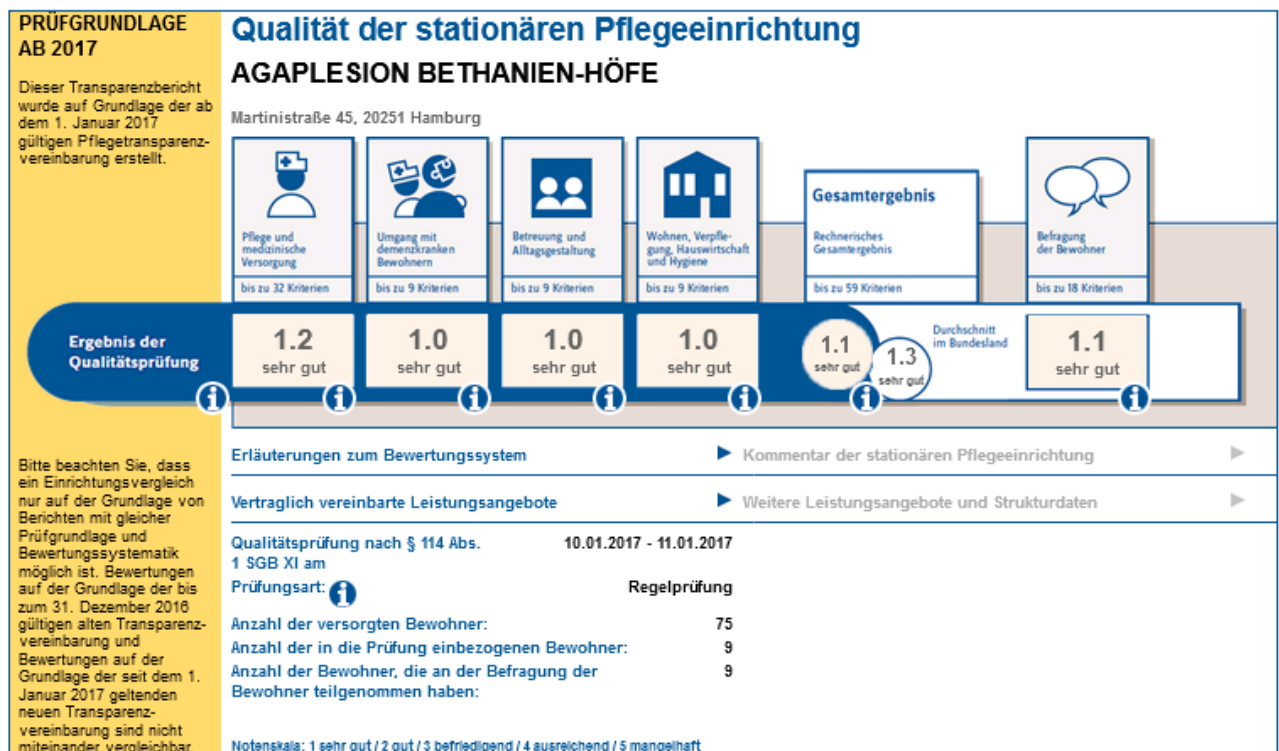 PRÜFGRUNDLAGE
AB 2017
Dieser Transparenzbericht
wurde auf Grundlage der ab
dem 1. Januar 2017
gültigen Pflegetransparenz-
vereinbarung erstellt.
Bitte beachten Sie, dass
ein Einrichtungsvergleich
nur auf der Grundlage von
Berichten mit gleicher
Prüfgrundlage und
Bewertungssystematik
möglich ist. Bewertungen
auf der Grundlage der bis
zum 31. Dezember 2016
gültigen alten Transparenz-
vereinbarung und
Bewertungen auf der
Grundlage der seit dem 1.
Januar 2017 geltenden
neuen Transparenz-
vereinbarung sind nicht
miteinander vergleichbar.
Qualität der stationären Pflegeeinrichtung
AGAPLESION BETHANIEN-HÖFE
Martinistraße 45, 20251 Hamburg
Pflege und
medizinische
Versorgung
bis zu 32 Kriterien
Umgang mit
demenzkranken
Bewohnern
bis zu 9 Kriterien
Betreuung und
Alltagsgestaltung
bis zu 9 Kriterien
Wohnen, Verpfle-
gung, Hauswirtschaft
und Hygiene
bis zu 9 Kriterien
Gesamtergebnis
Rechnerisches
Gesamtergebnis
bis zu 59 Kriterien
Befragung
der Bewohner
bis zu 18 Kriterien
Ergebnis der
Qualitätsprüfung
1.2
sehr gut
1.0
sehr gut
1.0
sehr gut
1.0
sehr gut
1.1
sehr gut
1.3
sehr gut
Durchschnitt
im Bundesland
1.1
sehr gut
Erläuterungen zum Bewertungssystem
Kommentar der stationären Pflegeeinrichtung
Vertraglich vereinbarte Leistungsangebote
Weitere Leistungsangebote und Strukturdaten
Qualitätsprüfung nach § 114 Abs. 10.01.2017 - 11.01.2017
1 SGB XI am
Prüfungsart: Regelprüfung
Anzahl der versorgten Bewohner: 75
Anzahl der in die Prüfung einbezogenen Bewohner: 9
Anzahl der Bewohner, die an der Befragung der 9
Bewohner teilgenommen haben:
Notenskala: 1 sehr gut / 2 gut / 3 befriedigend / 4 ausreichend / 5 mangelhaft